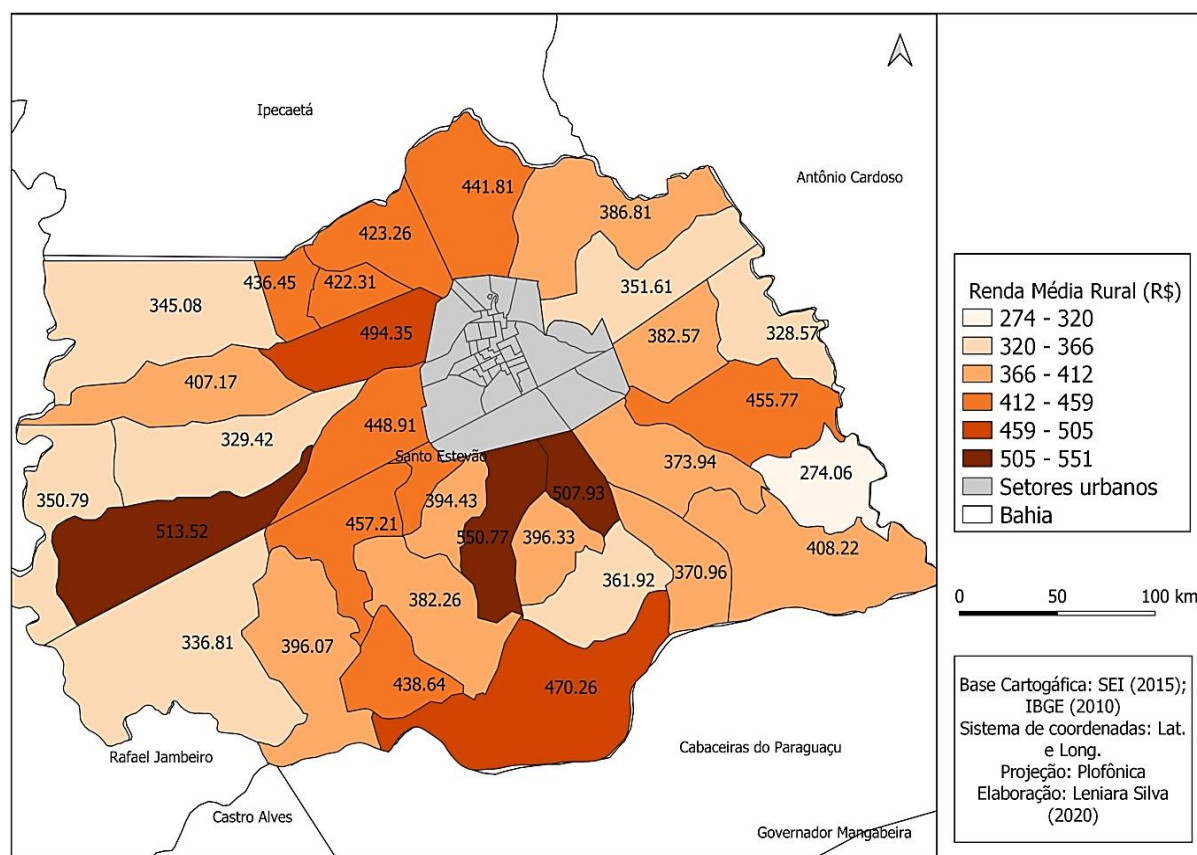 Ipecaetá
Antônio Cardoso
441.81
386.81
423.26
436.45
422.31
351.61
345.08
494.35
382.57
328.57
407.17
455.77
448.91
329.42
Santo Estevão
373.94
274.06
350.79
394.43
507.93
513.52
457.21
550.77
396.33
408.22
361.92
370.96
382.26
336.81
396.07
438.64
470.26
Rafael Jambeiro
Cabaceiras do Paraguaçu
Castro Alves
Governador Mangabeira
Renda Média Rural (R$)
274 - 320
320 - 366
366 - 412
412 - 459
459 - 505
505 - 551
Setores urbanos
Bahia
0 50 100 km
Base Cartogáfica: SEI (2015);
IBGE (2010)
Sistema de coordenadas: Lat.
e Long.
Projeção: Plofônica
Elaboração: Leniara Silva
(2020)